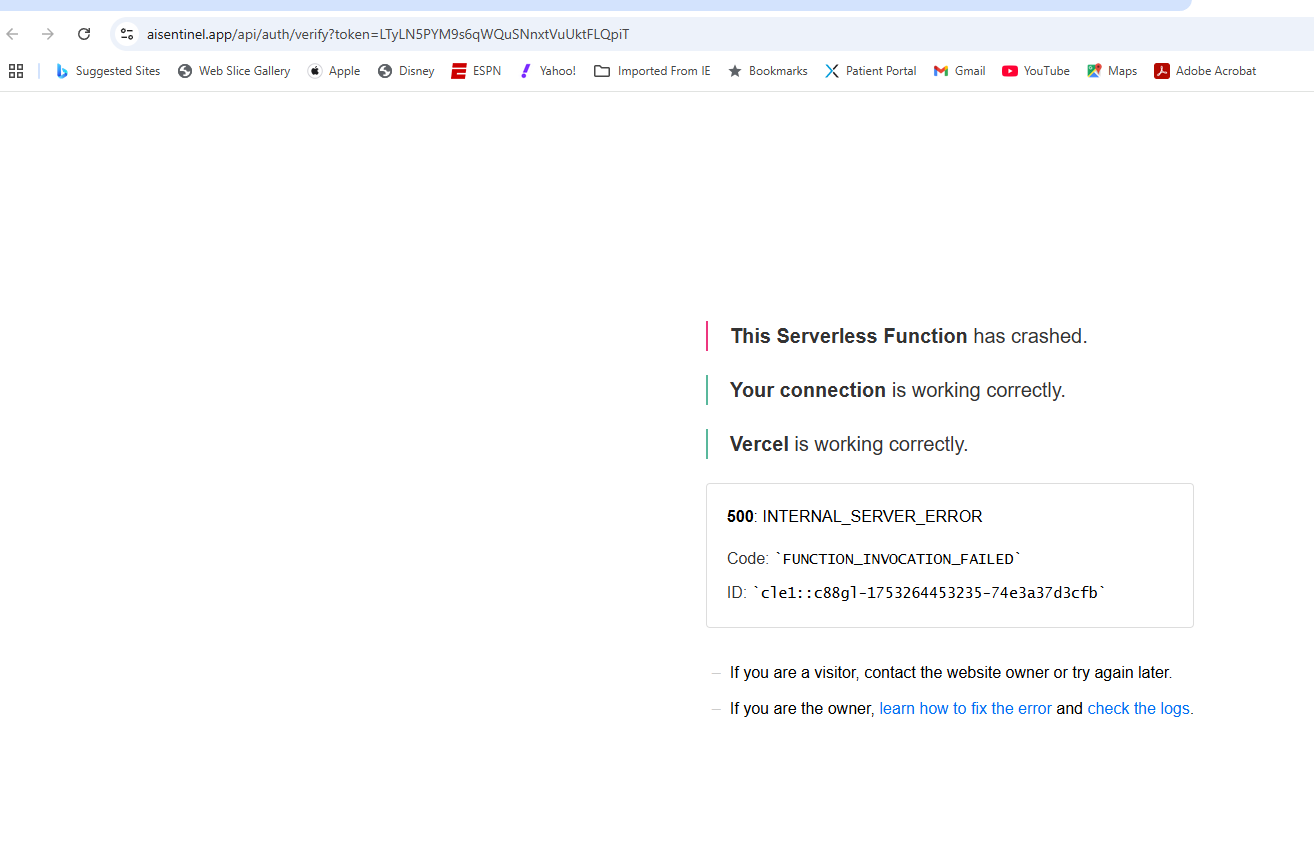 aisentinel.app/api/auth/verify?token=LTyLN5PYM9s6qWQuSNnxtVuUktFLQpiT
Suggested Sites Web Slice Gallery Apple Disney ESPN Yahoo! Imported From IE Bookmarks Patient Portal Gmail YouTube Maps Adobe Acrobat
This Serverless Function has crashed.
Your connection is working correctly.
Vercel is working correctly.
500: INTERNAL_SERVER_ERROR
Code: `FUNCTION_INVOCATION_FAILED`
ID: `cle1::c88gl-1753264453235-74e3a37d3cfb`
– If you are a visitor, contact the website owner or try again later.
– If you are the owner, learn how to fix the error and check the logs.